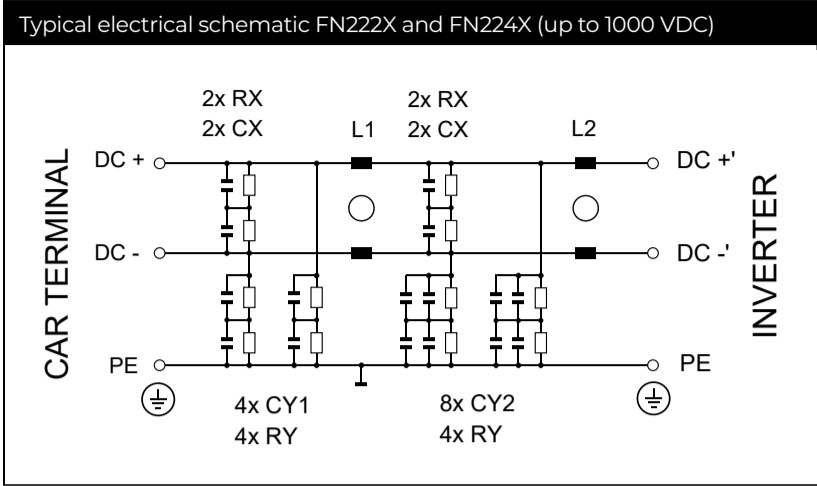 Typical electrical schematic FN222X and FN224X (up to 1000 VDC)
2x RX
2x CX
L1
2x RX
2x CX
L2
CAR TERMINAL
DC +
DC -
PE
DC +'
DC -'
PE
INVERTER
4x CY1
4x RY
8x CY2
4x RY